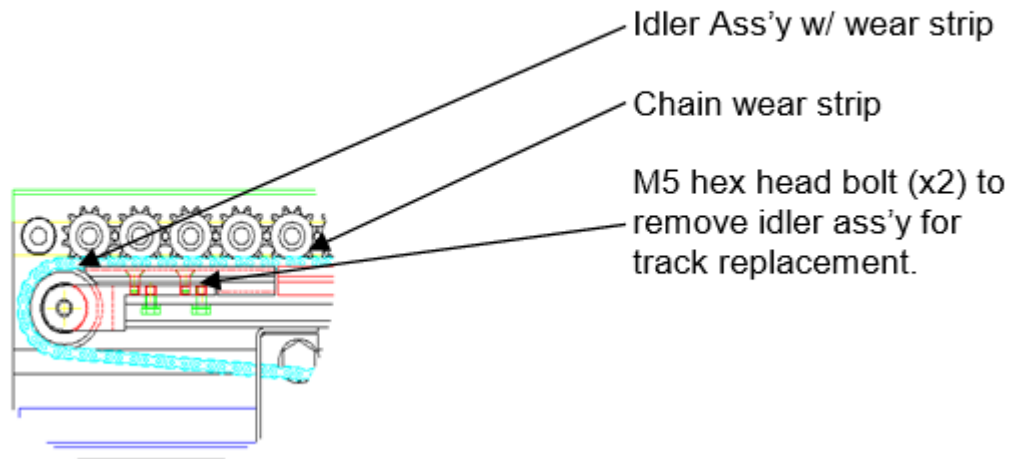 Idler Ass'y w/ wear strip
Chain wear strip
M5 hex head bolt (x2) to
remove idler ass'y for
track replacement.